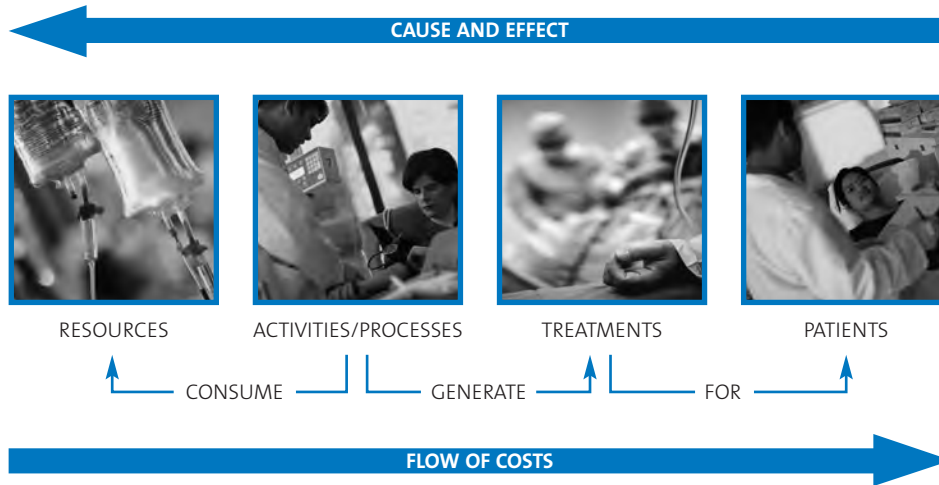 CAUSE AND EFFECT
RESOURCES ACTIVITIES/PROCESSES TREATMENTS PATIENTS
CONSUME GENERATE FOR
FLOW OF COSTS